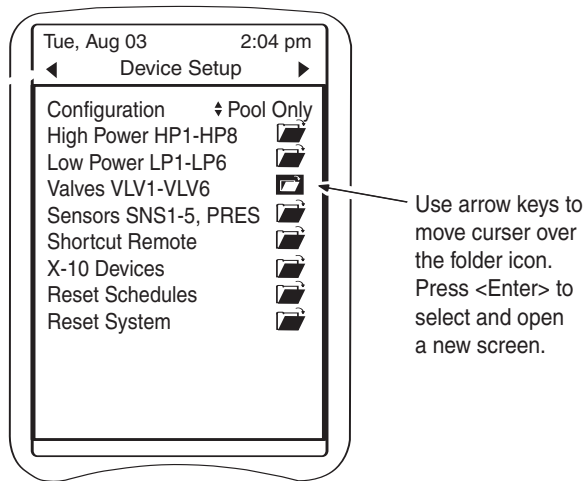 Tue, Aug 03 2:04 pm
Device Setup
Configuration Pool Only
High Power HP1-HP8
Low Power LP1-LP6
Valves VLV1-VLV6
Sensors SNS1-5, PRES
Shortcut Remote
X-10 Devices
Reset Schedules
Reset System
Use arrow keys to
move curser over
the folder icon.
Press <Enter> to
select and open
a new screen.